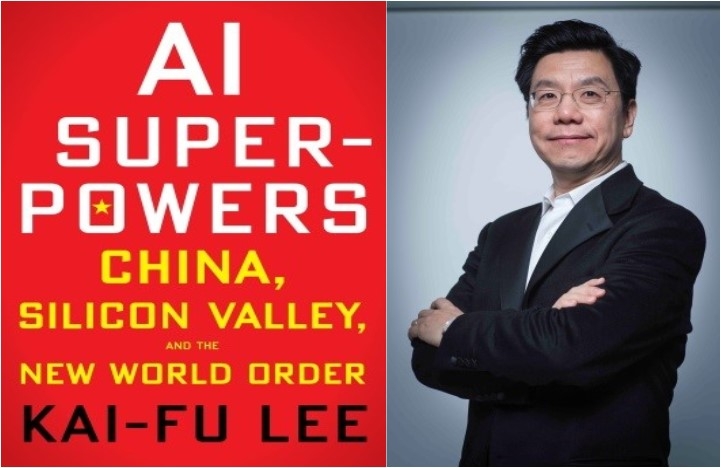 AI
SUPER-
POWERS
CHINA,
SILICON VALLEY,
AND THE
NEW WORLD ORDER
KAI-FU LEE